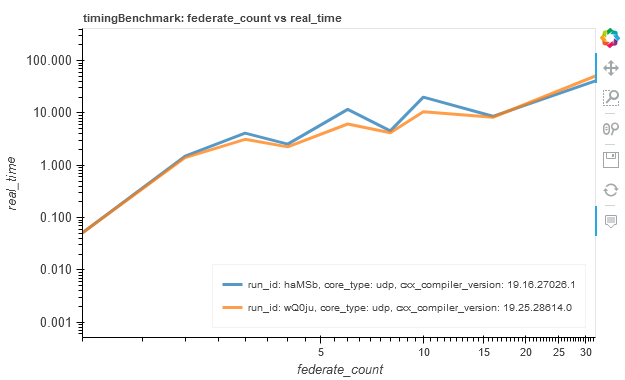 timingBenchmark: federate_count vs real_time
100.000
10.000
1.000
0.100
0.010
0.001
real_time
run_id: haMSb, core_type: udp, cxx_compiler_version: 19.16.27026.1
run_id: wQ0ju, core_type: udp, cxx_compiler_version: 19.25.28614.0
5 10 15 20 25 30
federate_count